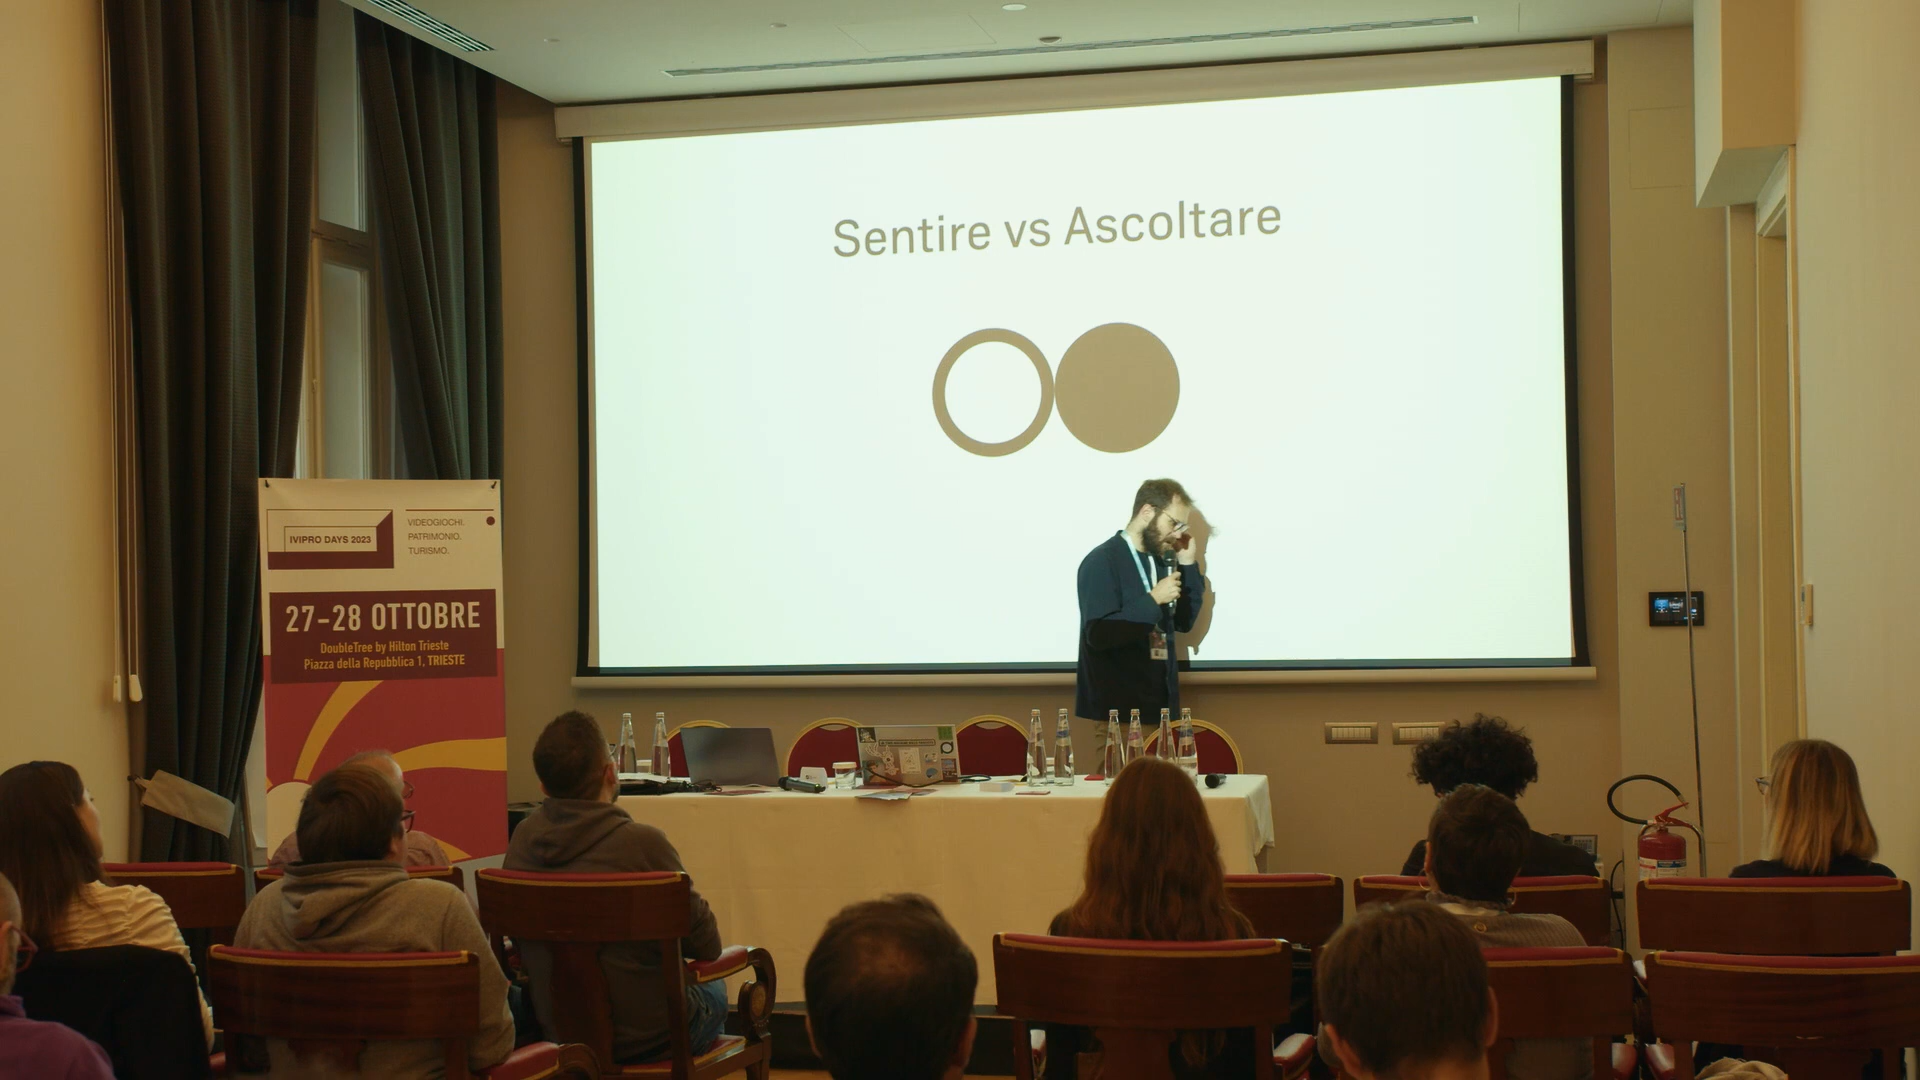 Sentire vs Ascoltare
IVIPRO DAYS 2023
VIDEOGIOCHI.
PATRIMONIO.
TURISMO.
27-28 OTTOBRE
DoubleTree by Hilton Trieste
Piazza della Repubblica 1, TRIESTE